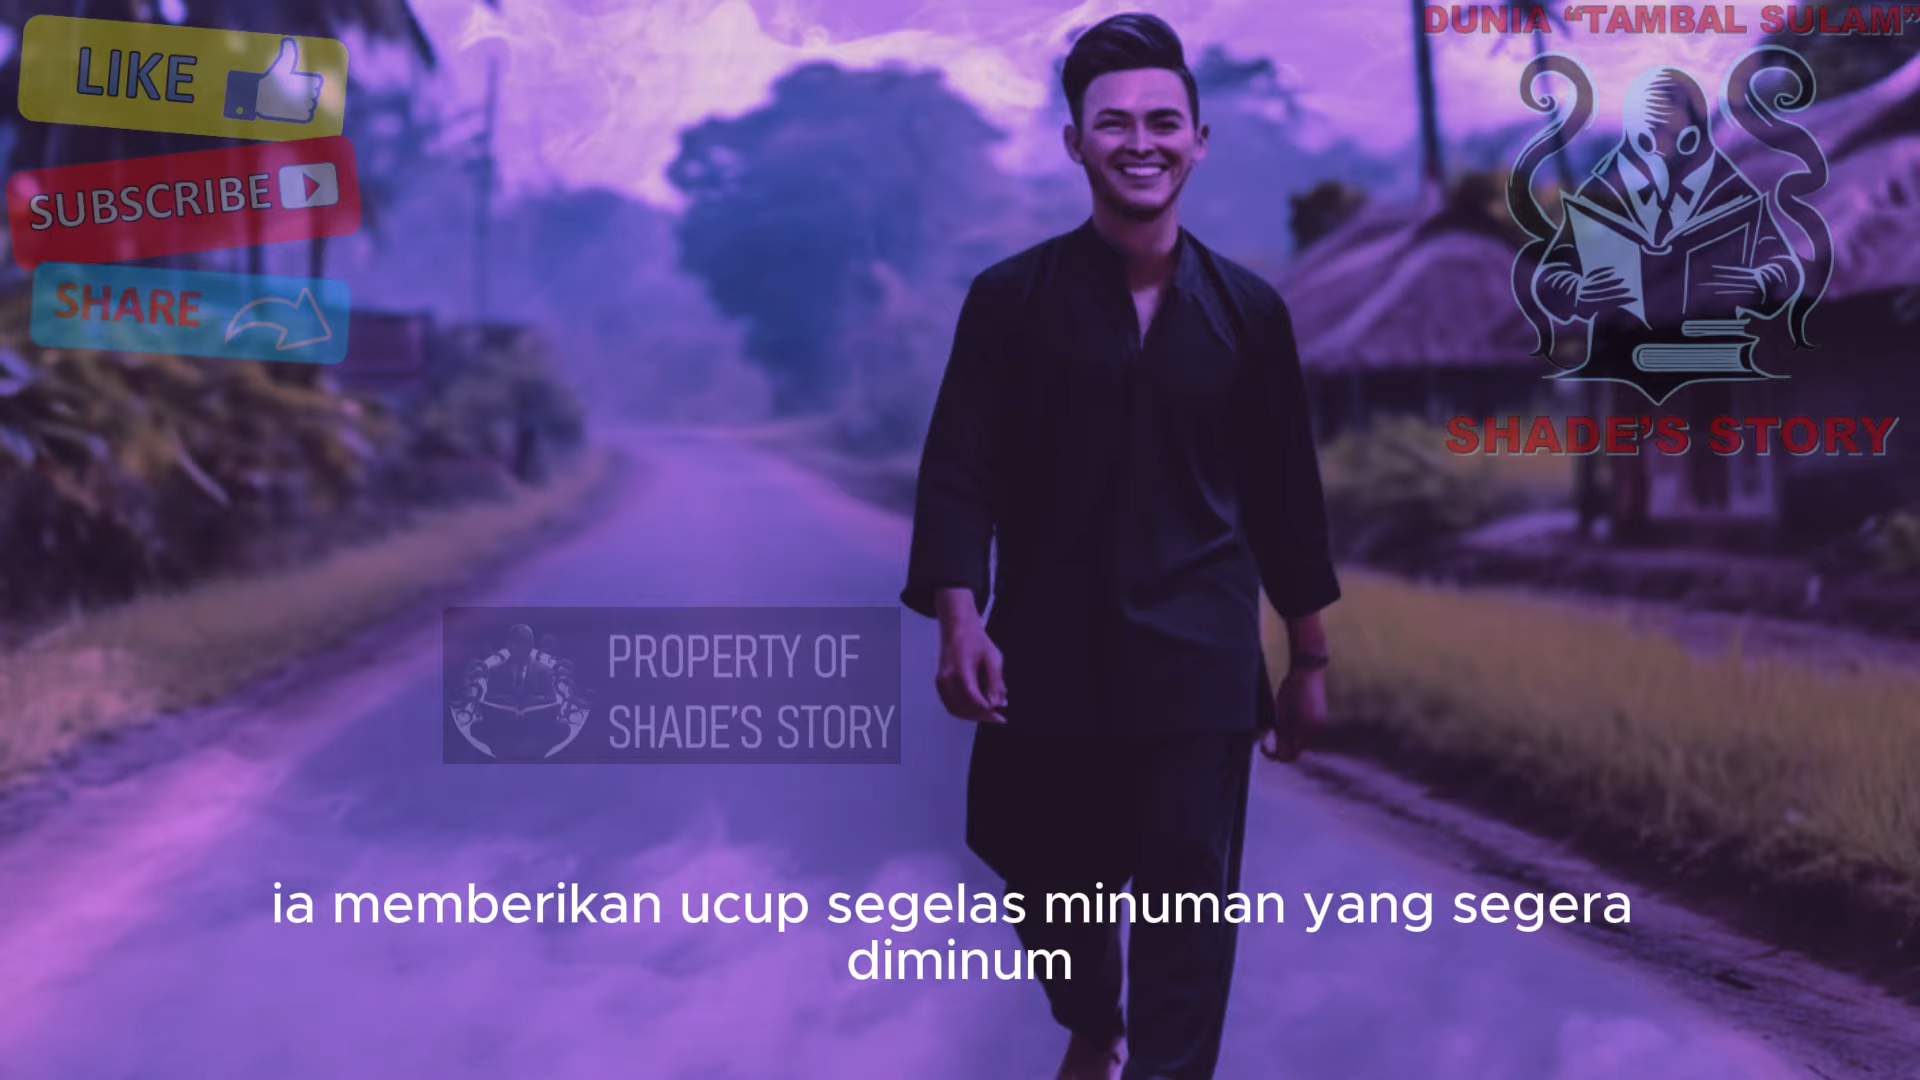 LIKE
SUBSCRIBE
SHARE
DUNIA “TAMBAL SULAM”
SHADE’S STORY
PROPERTY OF
SHADE’S STORY
ia memberikan ucup segelas minuman yang segera
diminum